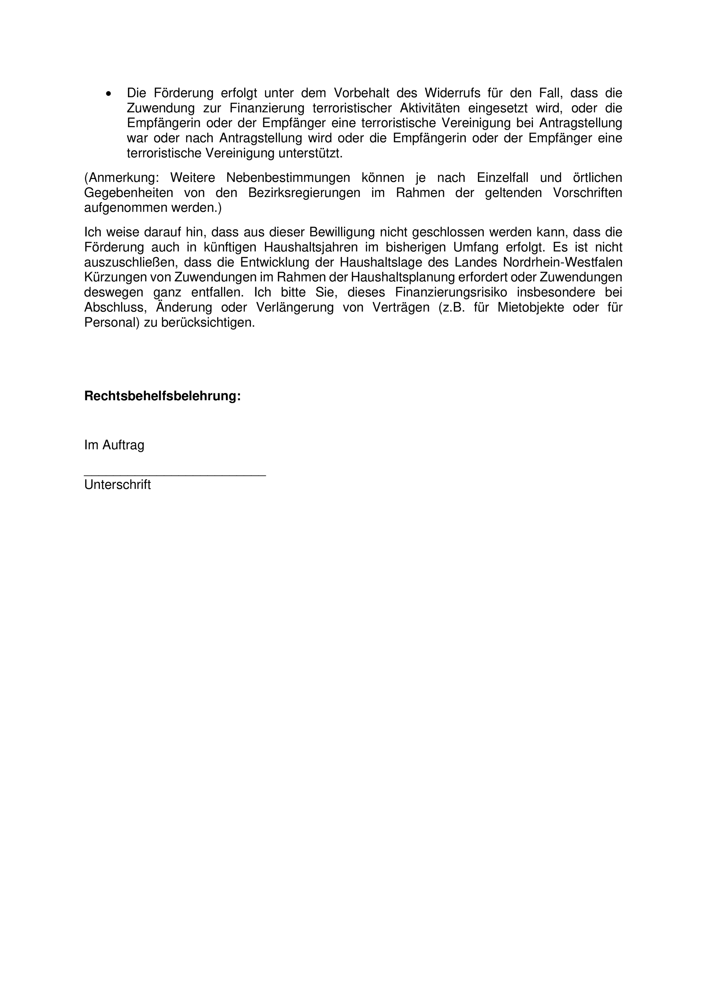 • Die Förderung erfolgt unter dem Vorbehalt des Widerrufs für den Fall, dass die
Zuwendung zur Finanzierung terroristischer Aktivitäten eingesetzt wird, oder die
Empfängerin oder der Empfänger eine terroristische Vereinigung bei Antragstellung
war oder nach Antragstellung wird oder die Empfängerin oder der Empfänger eine
terroristische Vereinigung unterstützt.
(Anmerkung: Weitere Nebenbestimmungen können je nach Einzelfall und örtlichen
Gegebenheiten von den Bezirksregierungen im Rahmen der geltenden Vorschriften
aufgenommen werden.)
Ich weise darauf hin, dass aus dieser Bewilligung nicht geschlossen werden kann, dass die
Förderung auch in künftigen Haushaltsjahren im bisherigen Umfang erfolgt. Es ist nicht
auszuschließen, dass die Entwicklung der Haushaltslage des Landes Nordrhein-Westfalen
Kürzungen von Zuwendungen im Rahmen der Haushaltsplanung erfordert oder Zuwendungen
deswegen ganz entfallen. Ich bitte Sie, dieses Finanzierungsrisiko insbesondere bei
Abschluss, Änderung oder Verlängerung von Verträgen (z.B. für Mietobjekte oder für
Personal) zu berücksichtigen.
Rechtsbehelfsbelehrung:
Im Auftrag
_________________________
Unterschrift